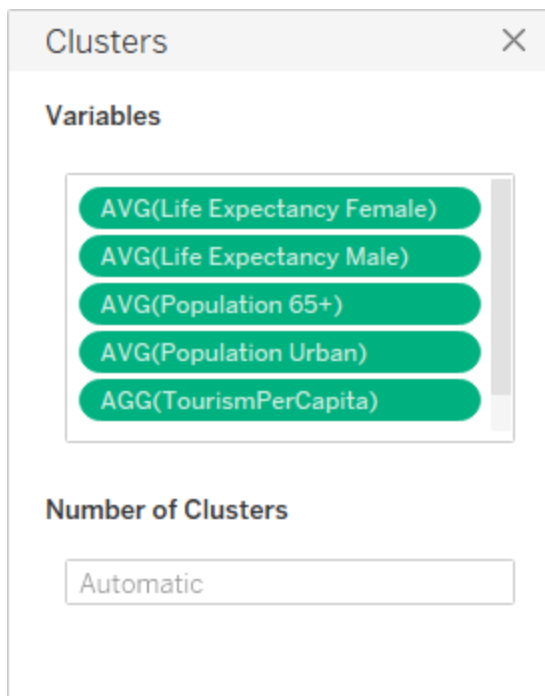 Clusters
Variables
AVG(Life Expectancy Female)
AVG(Life Expectancy Male)
AVG(Population 65+)
AVG(Population Urban)
AGG(TourismPerCapita)
Number of Clusters
Automatic